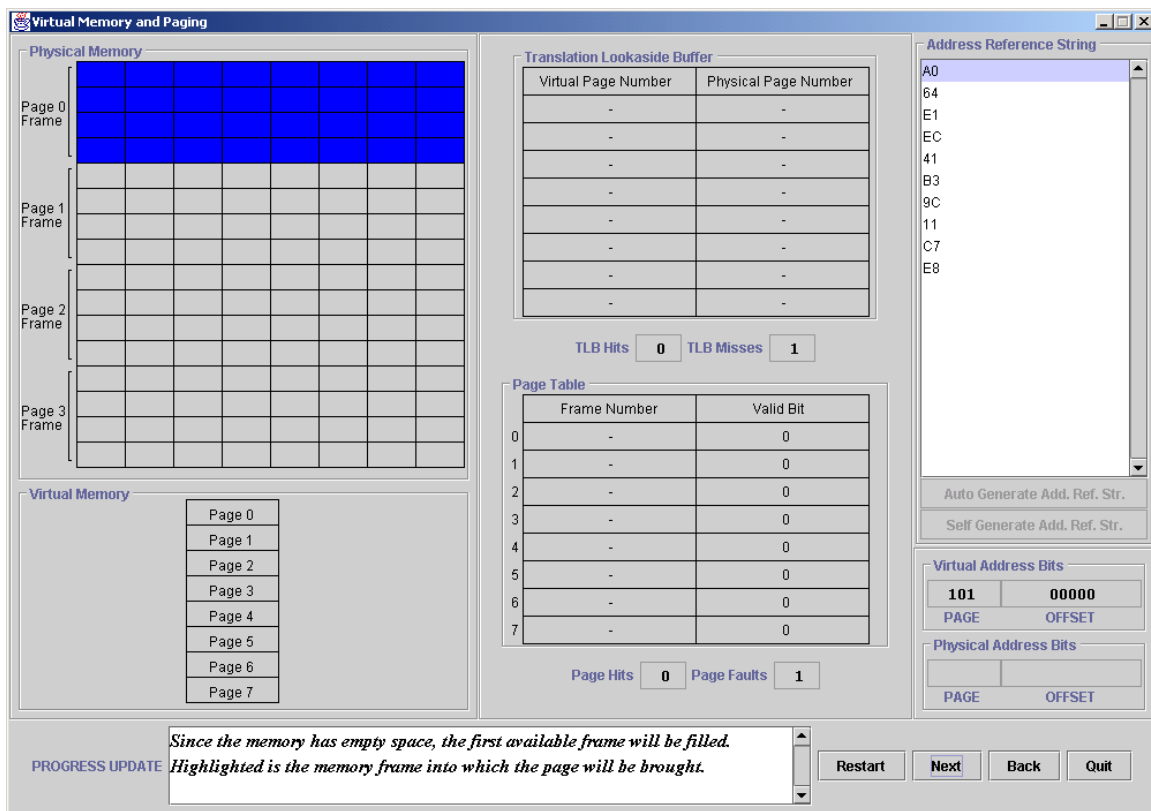 Virtual Memory and Paging
Physical Memory
Page 0
Frame
Page 1
Frame
Page 2
Frame
Page 3
Frame
Virtual Memory
Page 0
Page 1
Page 2
Page 3
Page 4
Page 5
Page 6
Page 7
Translation Lookaside Buffer
Virtual Page Number Physical Page Number
- -
- -
- -
- -
- -
- -
- -
- -
TLB Hits 0 TLB Misses 1
Page Table
Frame Number Valid Bit
0 - 0
1 - 0
2 - 0
3 - 0
4 - 0
5 - 0
6 - 0
7 - 0
Page Hits 0 Page Faults 1
Address Reference String
A0
64
E1
EC
41
B3
9C
11
C7
E8
Auto Generate Add. Ref. Str.
Self Generate Add. Ref. Str.
Virtual Address Bits
101 00000
PAGE OFFSET
Physical Address Bits
PAGE OFFSET
PROGRESS UPDATE
Since the memory has empty space, the first available frame will be filled.
Highlighted is the memory frame into which the page will be brought.
Restart Next Back Quit